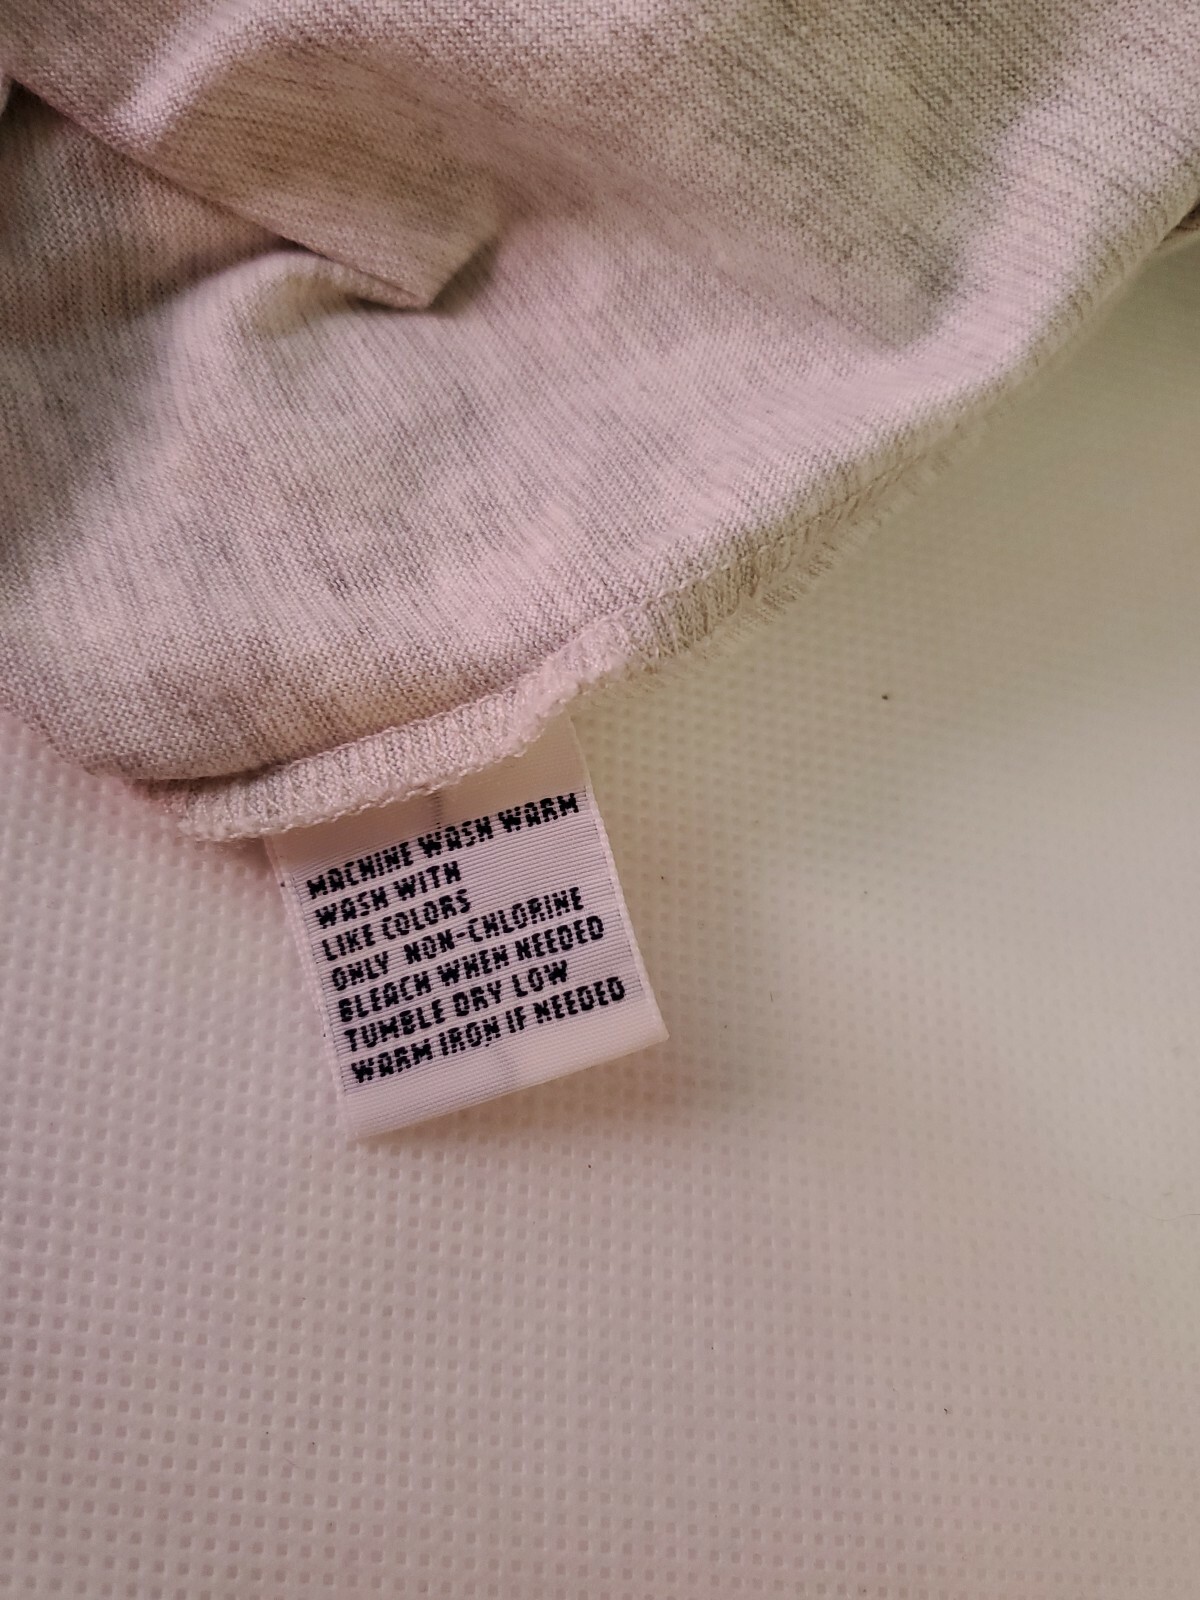 MACHINE WASH WARM
WASH WITH
LIKE COLORS
ONLY NON-CHLORINE
BLEACH WHEN NEEDED
TUMBLE DRY LOW
WARM IRON IF NEEDED